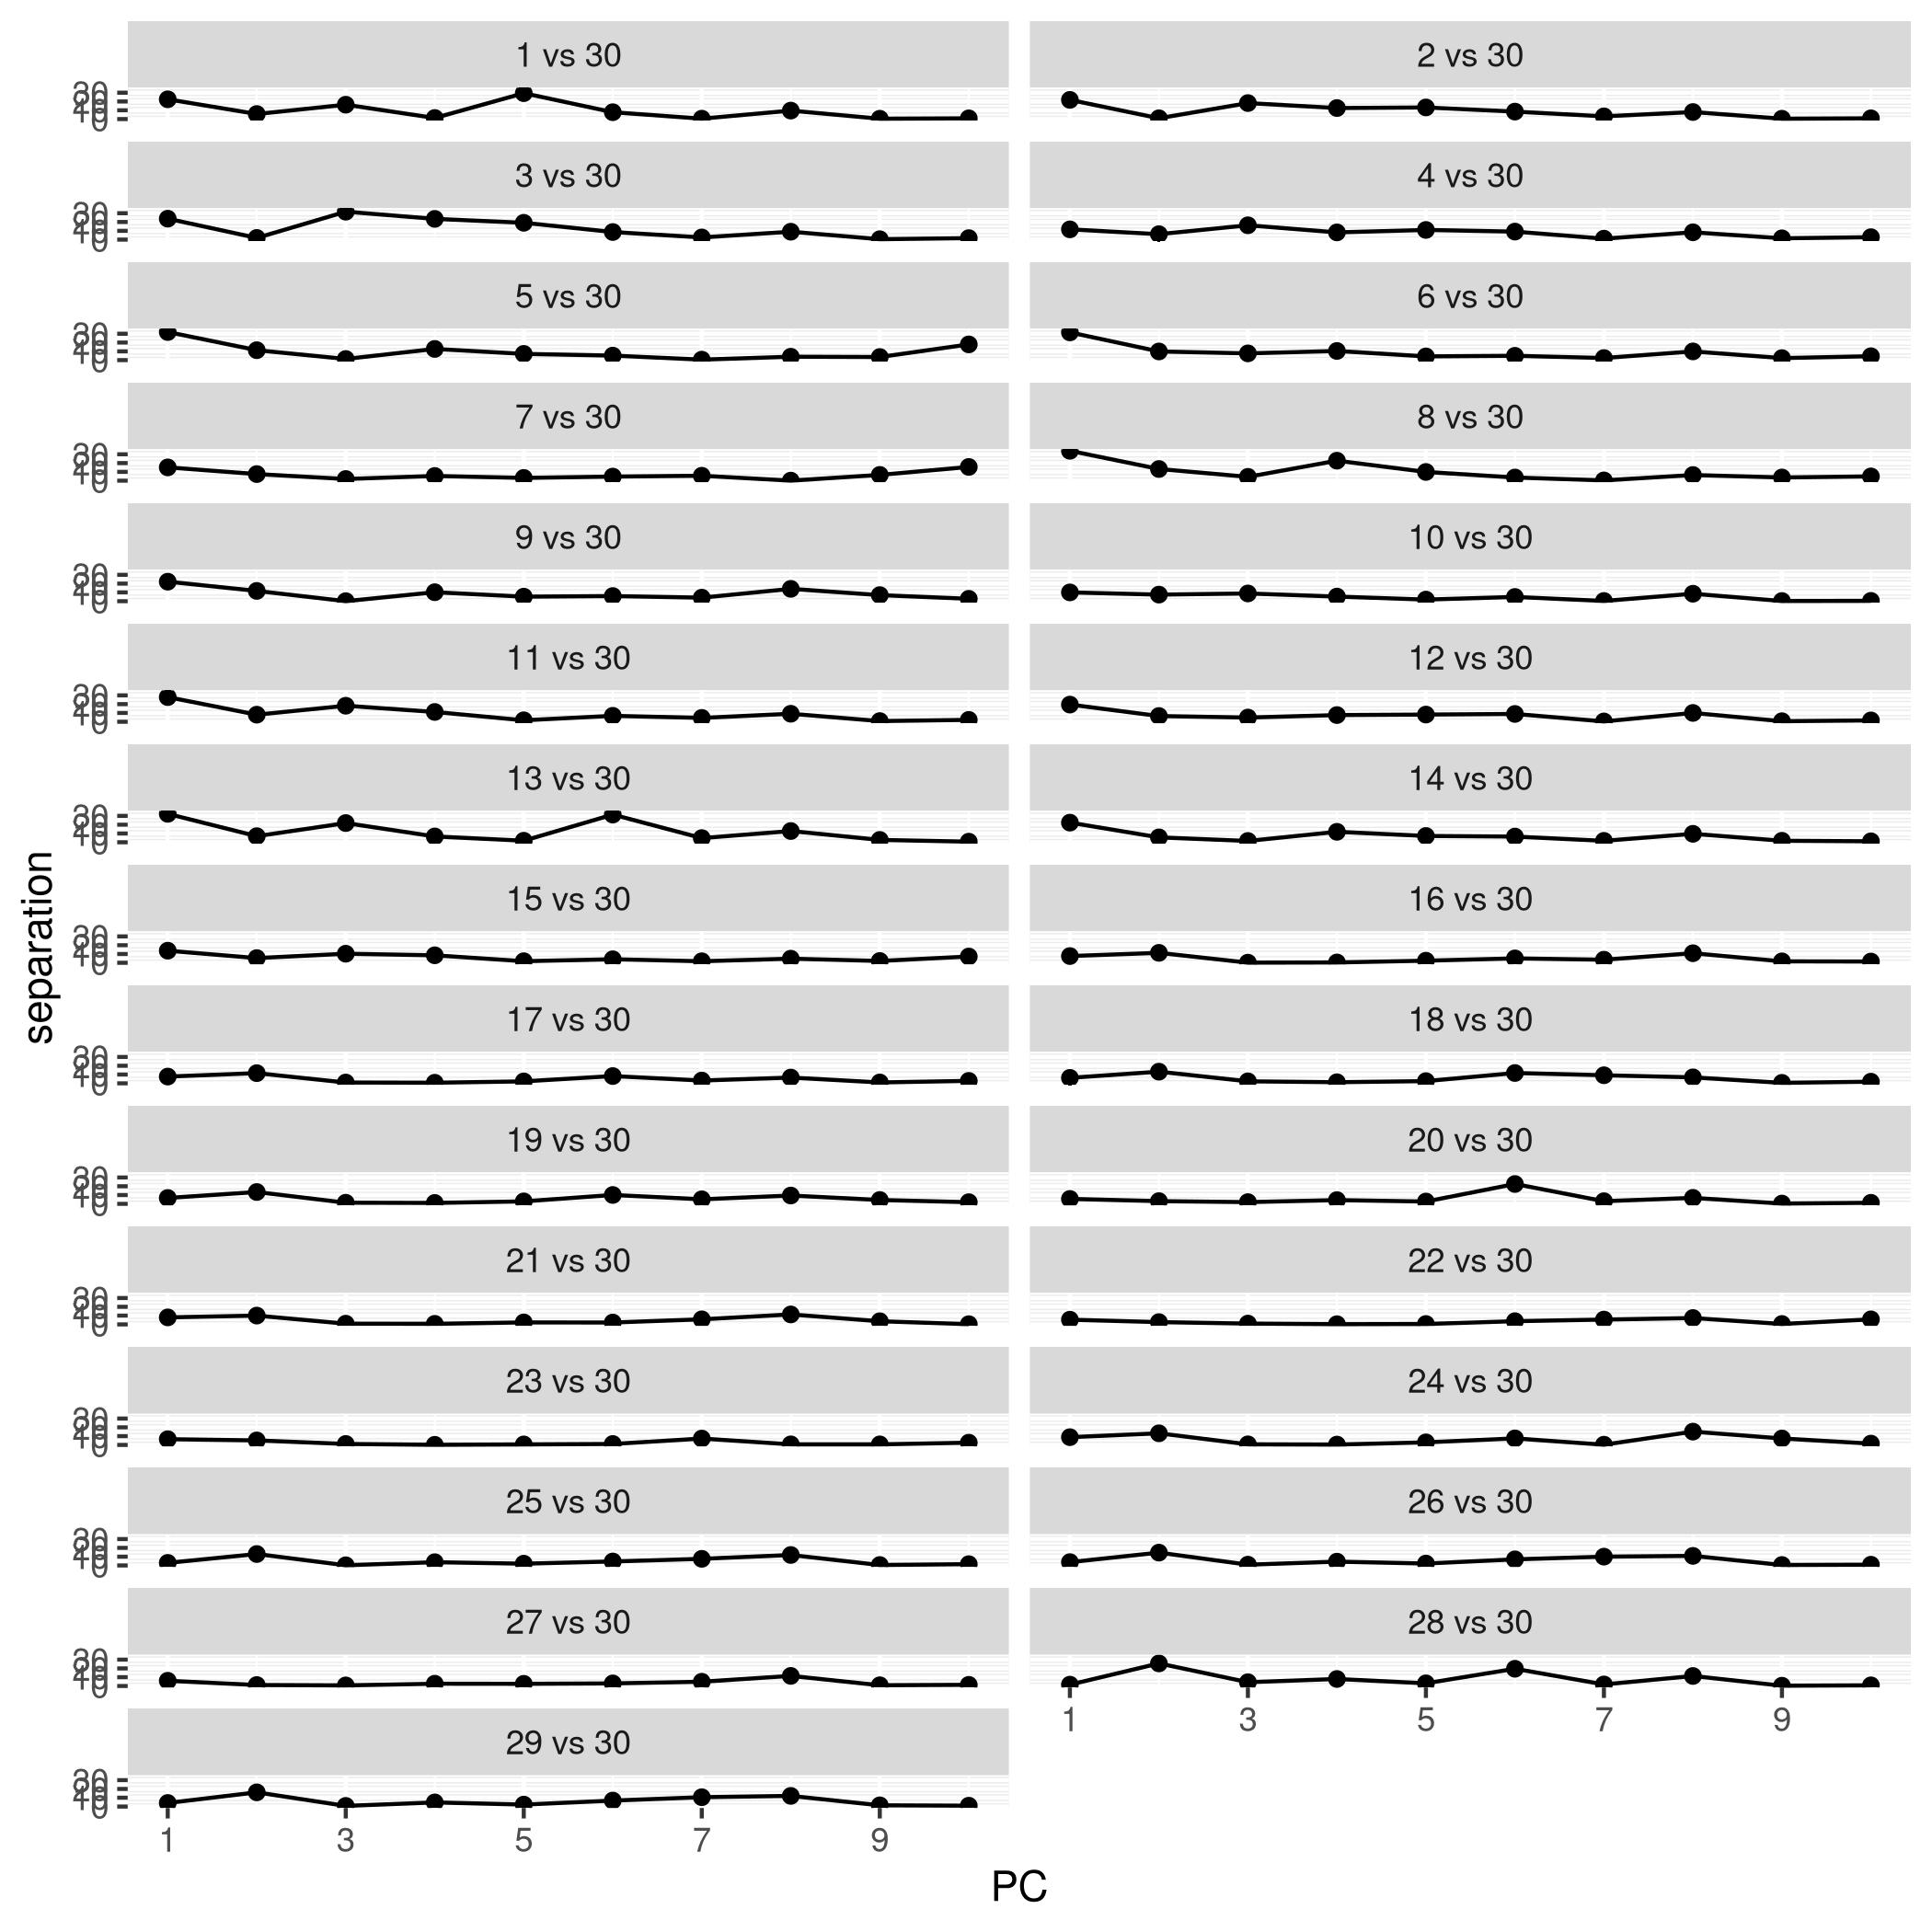 1 vs 30
2 vs 30
3 vs 30
4 vs 30
5 vs 30
6 vs 30
7 vs 30
8 vs 30
9 vs 30
10 vs 30
11 vs 30
12 vs 30
13 vs 30
14 vs 30
15 vs 30
16 vs 30
17 vs 30
18 vs 30
19 vs 30
20 vs 30
21 vs 30
22 vs 30
23 vs 30
24 vs 30
25 vs 30
26 vs 30
27 vs 30
28 vs 30
1 3 5 7 9
29 vs 30
1 3 5 7 9
PC
separation